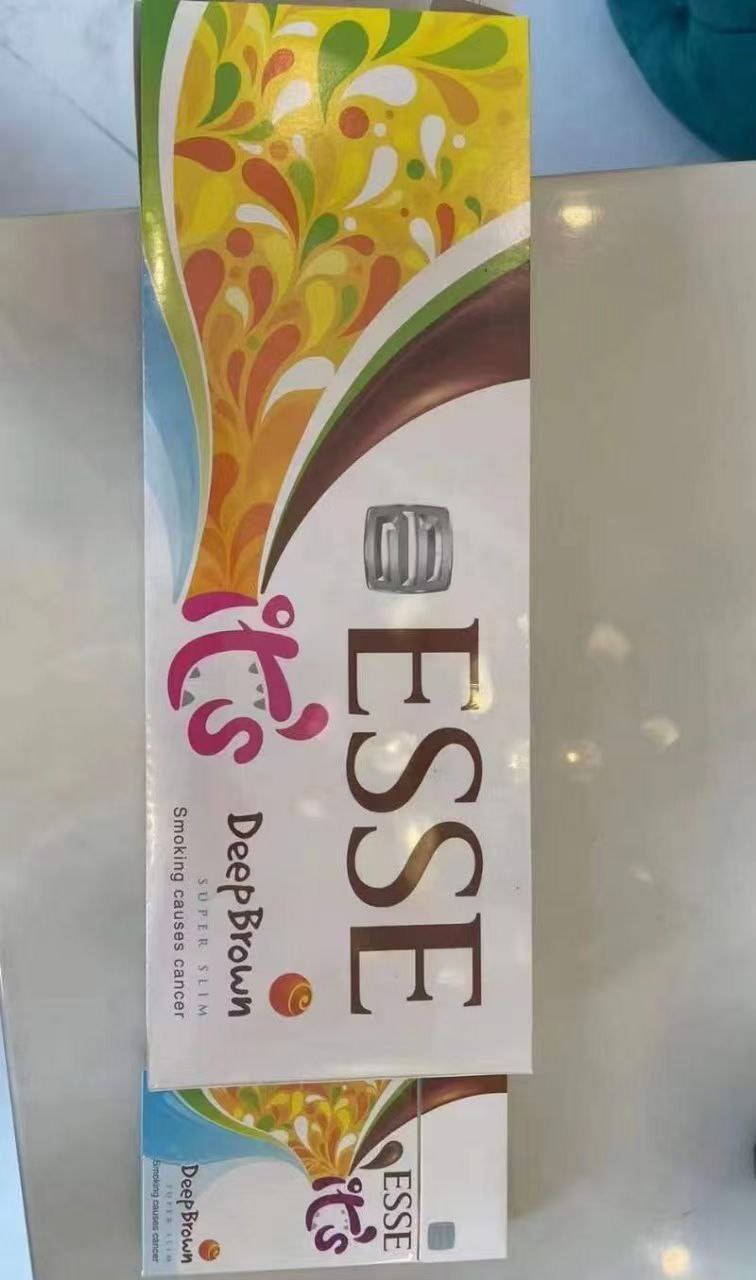 ESSE
it's
DeepBrown
SUPER SLIM
Smoking causes cancer
ESSE
it's
DeepBrown
SUPER SLIM
Smoking causes cancer